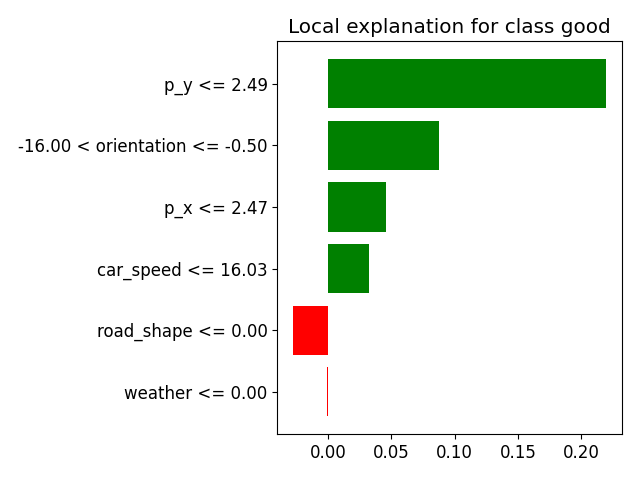 Local explanation for class good
p_y <= 2.49
-16.00 < orientation <= -0.50
p_x <= 2.47
car_speed <= 16.03
road_shape <= 0.00
weather <= 0.00
0.00 0.05 0.10 0.15 0.20